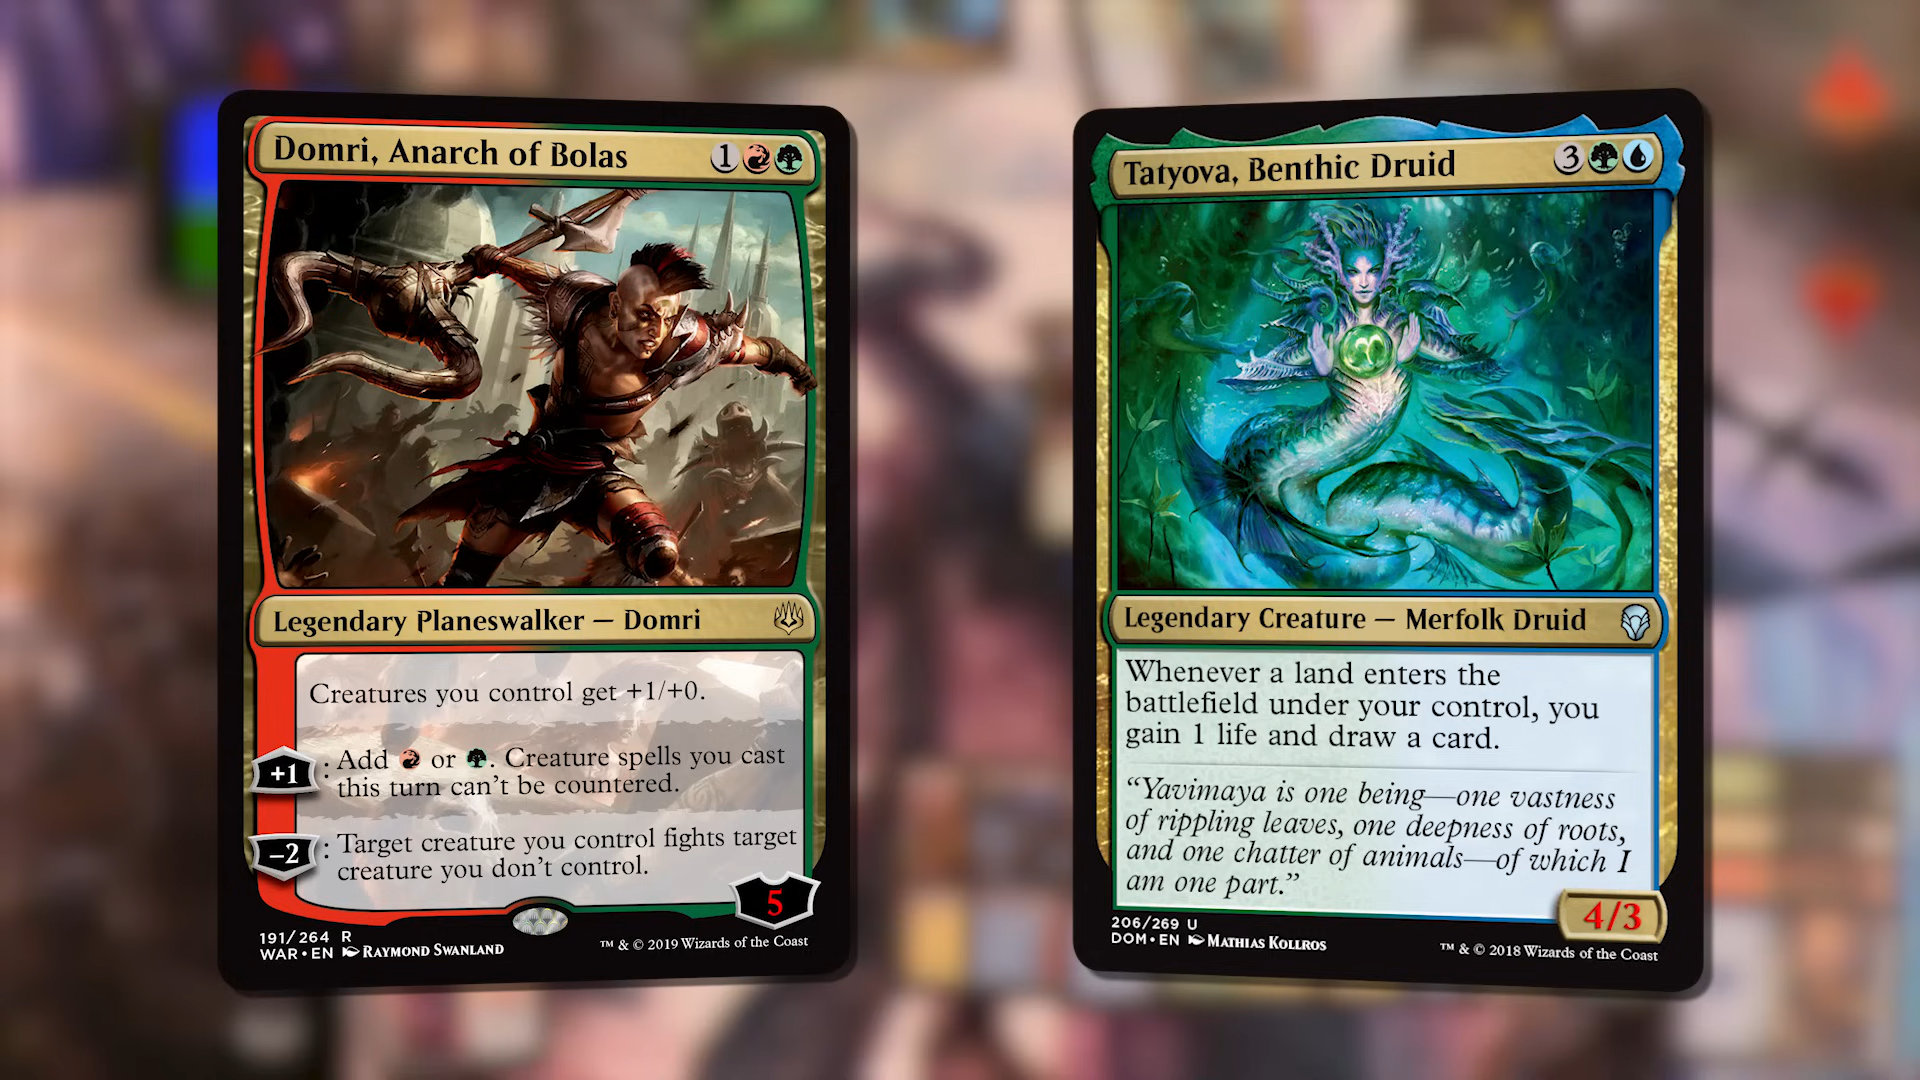 Domri, Anarch of Bolas 1
Legendary Planeswalker — Domri
Creatures you control get +1/+0.
+1 : Add or . Creature spells you cast
this turn can't be countered.
−2 : Target creature you control fights target
creature you don't control.
5
191/264 R
WAR • EN Raymond Swanland
™ & © 2019 Wizards of the Coast
Tatyova, Benthic Druid 3
Legendary Creature — Merfolk Druid
Whenever a land enters the
battlefield under your control, you
gain 1 life and draw a card.
“Yavimaya is one being—one vastness
of rippling leaves, one deepness of roots,
and one chatter of animals—of which I
am one part.”
4/3
206/269 U
DOM • EN Mathias Kollros
™ & © 2018 Wizards of the Coast